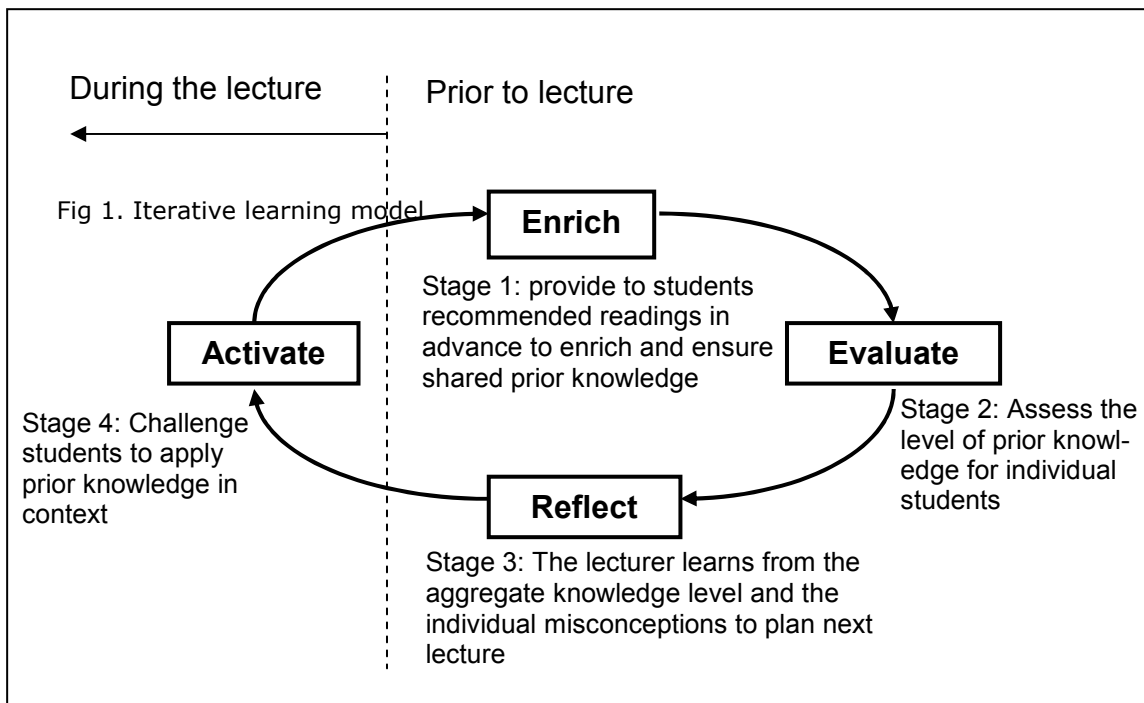 During the lecture
Prior to lecture
Fig 1. Iterative learning model
Enrich
Stage 1: provide to students
recommended readings in
advance to enrich and ensure
shared prior knowledge
Activate
Evaluate
Stage 4: Challenge
students to apply
prior knowledge in
context
Stage 2: Assess the
level of prior knowl-
edge for individual
students
Reflect
Stage 3: The lecturer learns from the
aggregate knowledge level and the
individual misconceptions to plan next
lecture